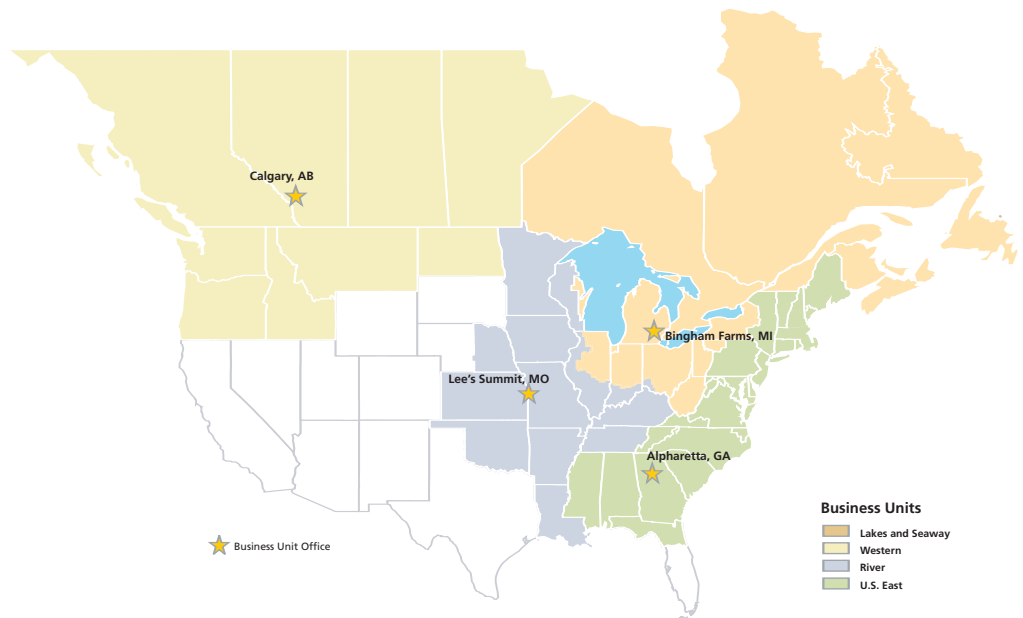 Calgary, AB
Bingham Farms, MI
Lee's Summit, MO
Alpharetta, GA
Business Unit Office
Business Units
Lakes and Seaway
Western
River
U.S. East